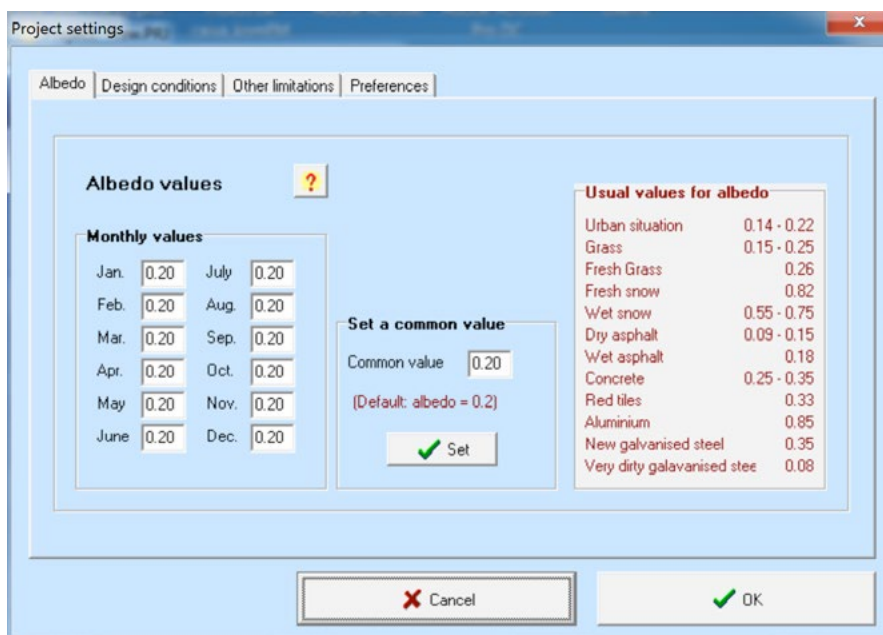 Project settings
Albedo
Design conditions
Other limitations
Preferences
Albedo values
?
Monthly values
Jan. 0.20 July 0.20
Feb. 0.20 Aug. 0.20
Mar. 0.20 Sep. 0.20
Apr. 0.20 Oct. 0.20
May 0.20 Nov. 0.20
June 0.20 Dec. 0.20
Set a common value
Common value 0.20
(Default: albedo = 0.2)
Set
Usual values for albedo
Urban situation 0.14 - 0.22
Grass 0.15 - 0.25
Fresh Grass 0.26
Fresh snow 0.82
Wet snow 0.55 - 0.75
Dry asphalt 0.09 - 0.15
Wet asphalt 0.18
Concrete 0.25 - 0.35
Red tiles 0.33
Aluminium 0.85
New galvanised steel 0.35
Very dirty galavanised stee 0.08
Cancel
OK